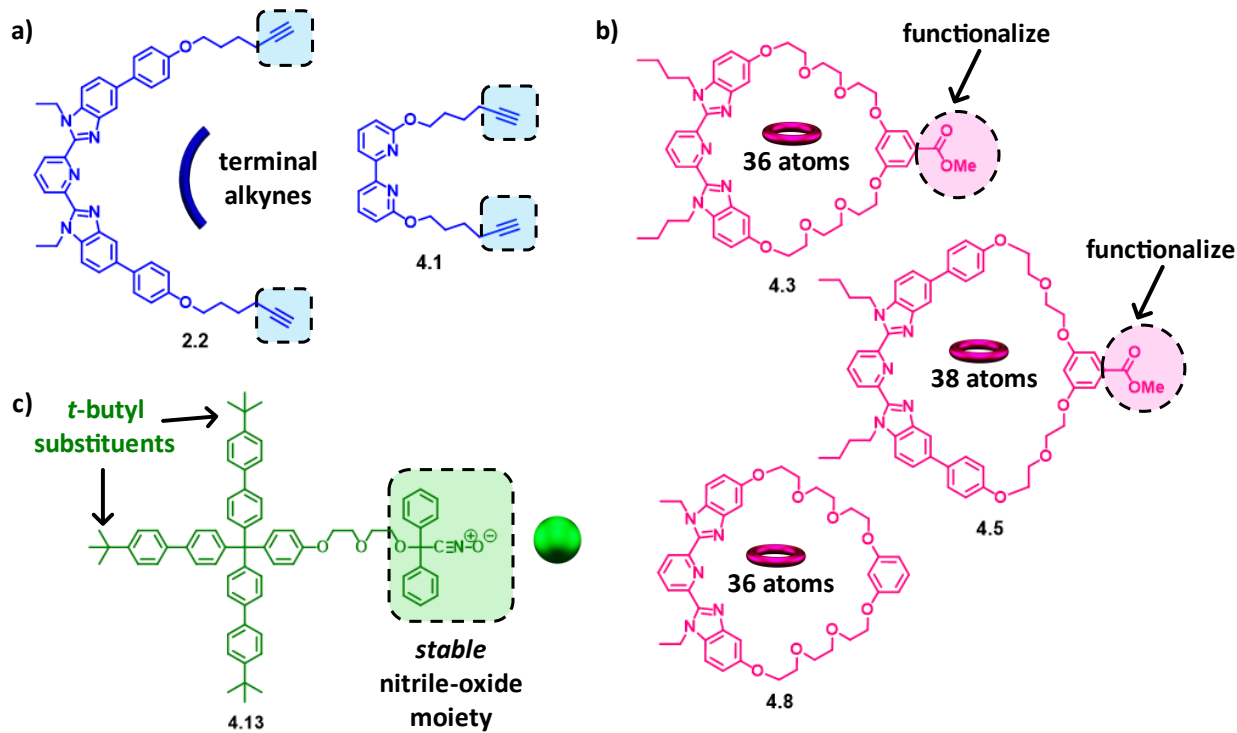 a)
O
N
N
N
N
N
O
2.2
terminal
alkynes
O
N
N
O
4.1
b)
functionalize
O
O
O
O
N
N
N
N
N
36 atoms
O
O
OMe
O
O
O
O
4.3
functionalize
O
O
O
N
N
N
N
N
38 atoms
O
O
OMe
O
O
O
4.5
c)
t-butyl
substituents
O
O
O
C≡N–O
+
−
stable
nitrile-oxide
moiety
4.13
O
O
O
O
N
N
N
N
N
36 atoms
O
O
O
O
4.8